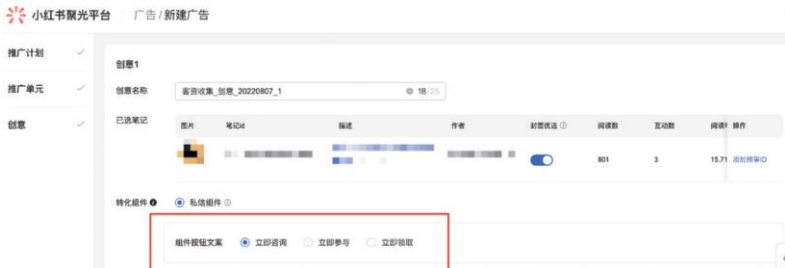 小红书聚光平台 广告/新建广告
推广计划
创意1
推广单元
创意名称 客资收集_创意_20220807_1 18/25
创意
已选笔记
图片 笔记id 描述 作者 封面优选 阅读数 互动数 阅读 操作
801 3 15.71 添加搜审ID
转化组件 私信组件
组件按钮文案 立即咨询 立即参与 立即领取